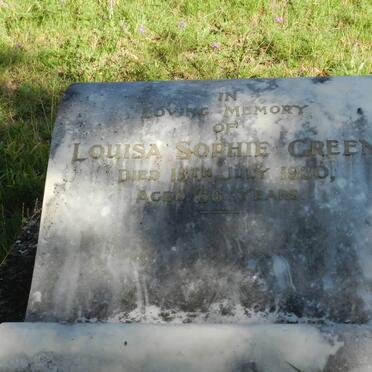 IN
LOVING MEMORY
OF
LOUISA SOPHIE GREEN
DIED JULY
AGED YEARS